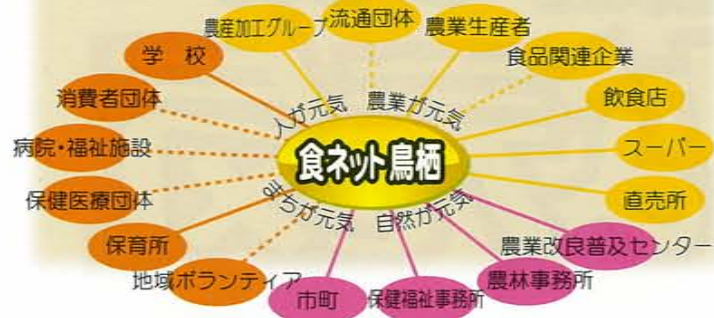 農産加工グループ
流通団体
農業生産者
学　校
食品関連企業
消費者団体
飲食店
人が元気
農業が元気
病院・福祉施設
食ネット鳥栖
スーパー
保健医療団体
まちが元気
自然が元気
直売所
保育所
農業改良普及センター
地域ボランティア
農林事務所
市町
保健福祉事務所